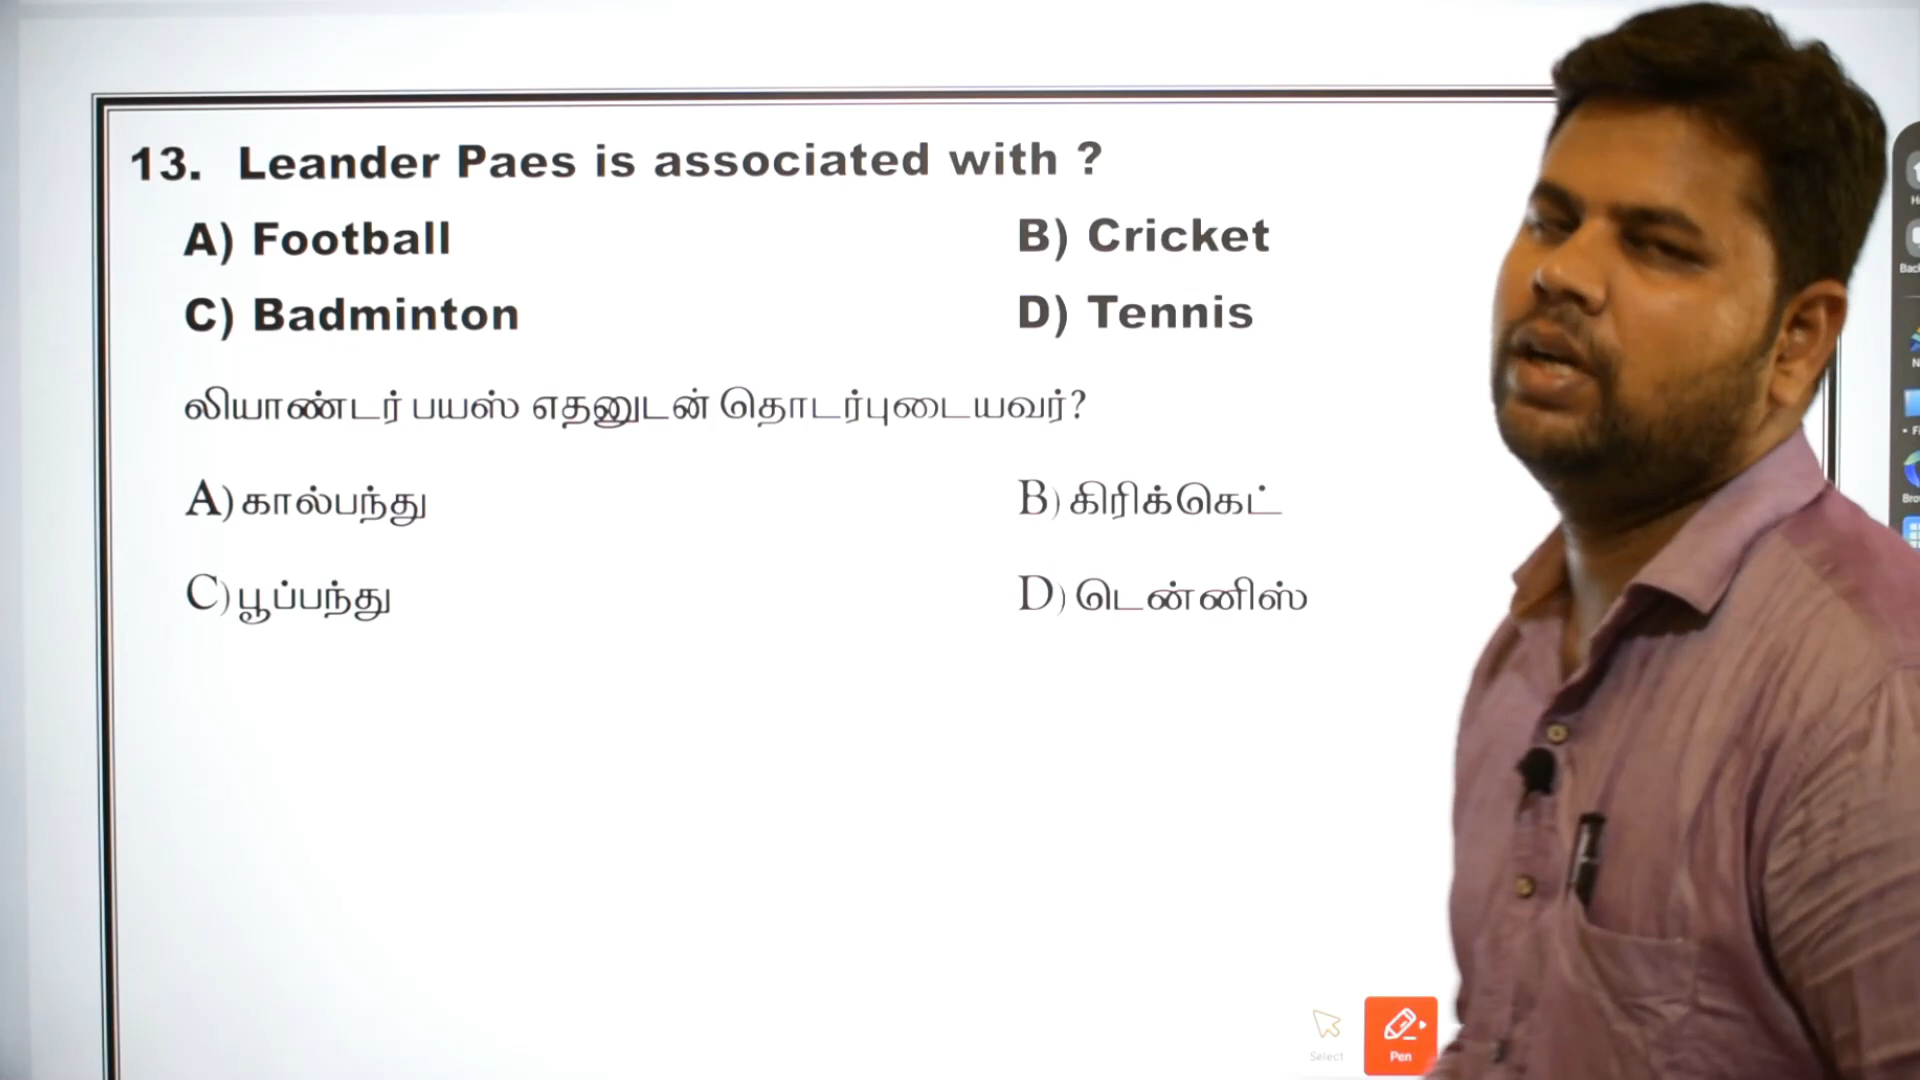 13. Leander Paes is associated with ?
A) Football B) Cricket
C) Badminton D) Tennis
லியாண்டர் பயஸ் எதனுடன் தொடர்புடையவர்?
A) கால்பந்து B) கிரிக்கெட்
C) பூப்பந்து D) டென்னிஸ்
Select Pen